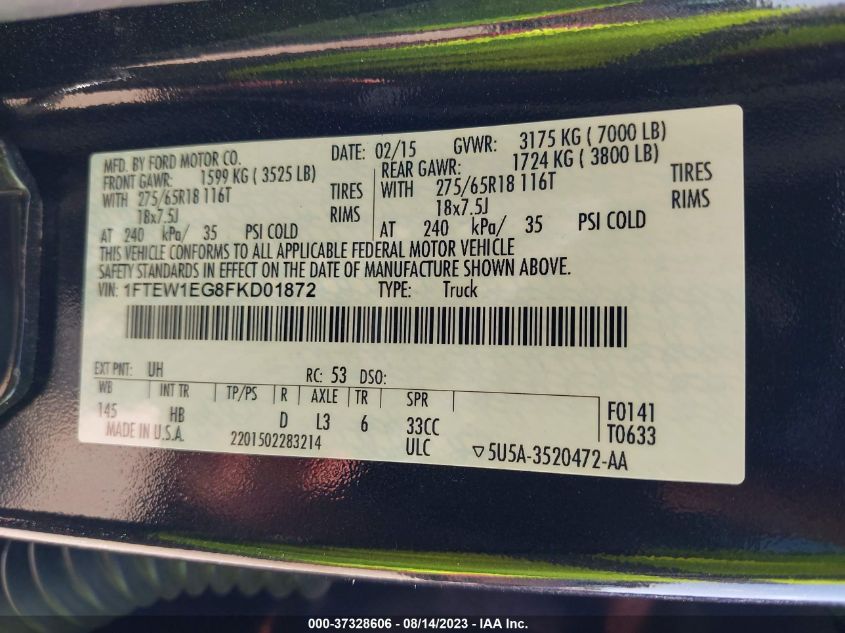 MFD. BY FORD MOTOR CO. DATE: 02/15 GVWR: 3175 KG ( 7000 LB)
FRONT GAWR: 1599 KG ( 3525 LB) REAR GAWR: 1724 KG ( 3800 LB)
WITH 275/65R18 116T TIRES WITH 275/65R18 116T TIRES
18x7.5J RIMS 18x7.5J RIMS
AT 240 kPa/ 35 PSI COLD AT 240 kPa/ 35 PSI COLD
THIS VEHICLE CONFORMS TO ALL APPLICABLE FEDERAL MOTOR VEHICLE
SAFETY STANDARDS IN EFFECT ON THE DATE OF MANUFACTURE SHOWN ABOVE.
VIN: 1FTEW1EG8FKD01872 TYPE: Truck
EXT PNT: UH RC: 53 DSO:
WB INT TR TP/PS R AXLE TR SPR
145 HB D L3 6 33CC F0141
MADE IN U.S.A. 2201502283214 ULC ▽5U5A-3520472-AA T0633
000-37328606 - 08/14/2023 - IAA Inc.